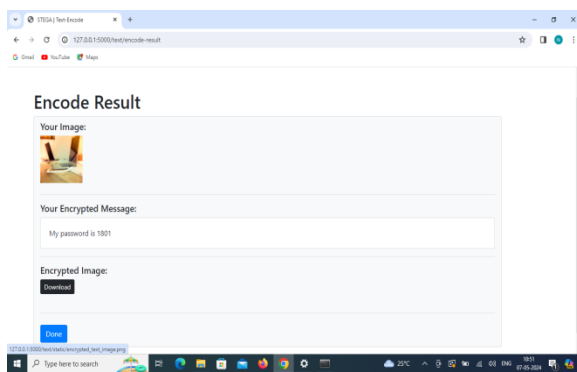 STEGA | Text-Encode
127.0.0.1:5000/text/encode-result
Gmail YouTube Maps
Encode Result
Your Image:
Your Encrypted Message:
My password is 1801
Encrypted Image:
Download
Done
127.0.0.1:5000/text/static/encrypted_text_image.png
Type here to search
25°C
ENG
10:51
07-05-2024